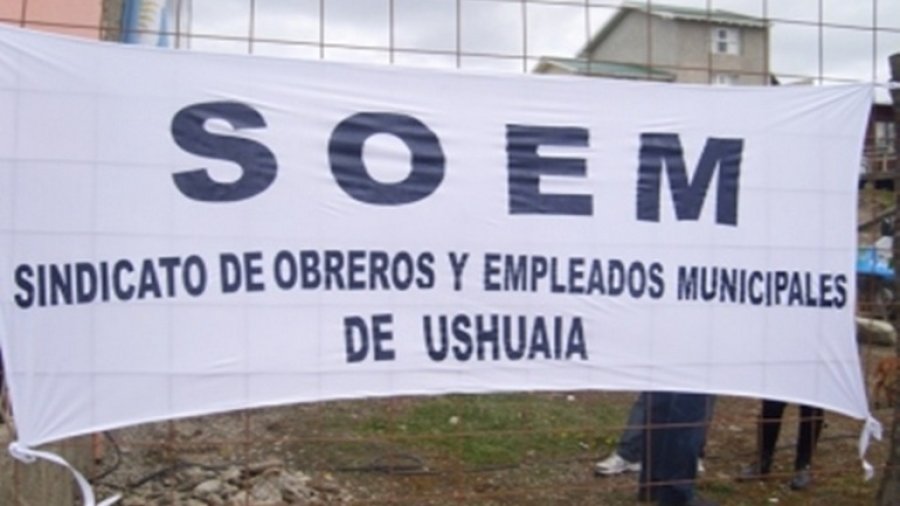 SOEM
SINDICATO DE OBREROS Y EMPLEADOS MUNICIPALES
DE USHUAIA